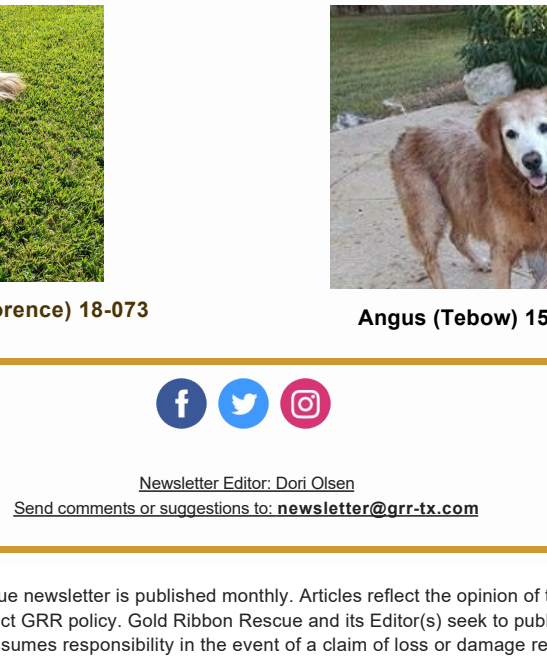 orence) 18-073
Angus (Tebow) 15
Newsletter Editor: Dori Olsen
Send comments or suggestions to: newsletter@grr-tx.com
ue newsletter is published monthly. Articles reflect the opinion of
ct GRR policy. Gold Ribbon Rescue and its Editor(s) seek to publ
sumes responsibility in the event of a claim of loss or damage re